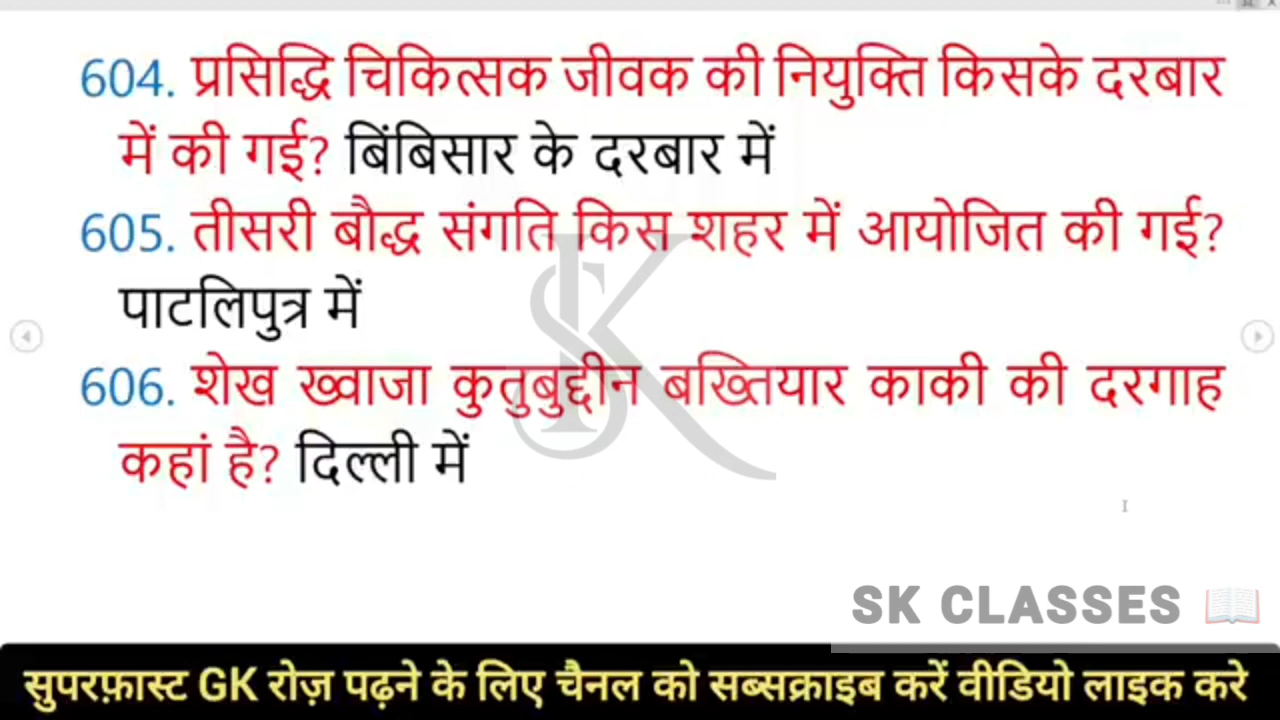 604. प्रसिद्धि चिकित्सक जीवक की नियुक्ति किसके दरबार
में की गई? बिंबिसार के दरबार में
605. तीसरी बौद्ध संगति किस शहर में आयोजित की गई?
पाटलिपुत्र में
606. शेख ख्वाजा कुतुबुद्दीन बख्तियार काकी की दरगाह
कहां है? दिल्ली में
SK
SK CLASSES
सुपरफ़ास्ट GK रोज़ पढ़ने के लिए चैनल को सब्सक्राइब करें वीडियो लाइक करे